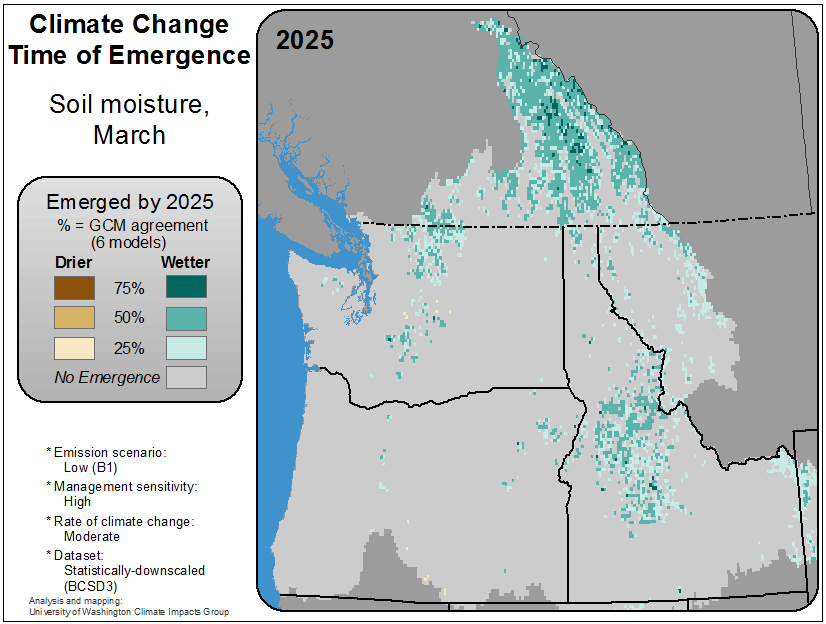 Climate Change
Time of Emergence
Soil moisture,
March
2025
Emerged by 2025
% = GCM agreement
(6 models)
Drier Wetter
75%
50%
25%
No Emergence
* Emission scenario:
Low (B1)
* Management sensitivity:
High
* Rate of climate change:
Moderate
* Dataset:
Statistically-downscaled
(BCSD3)
Analysis and mapping:
University of Washington Climate Impacts Group